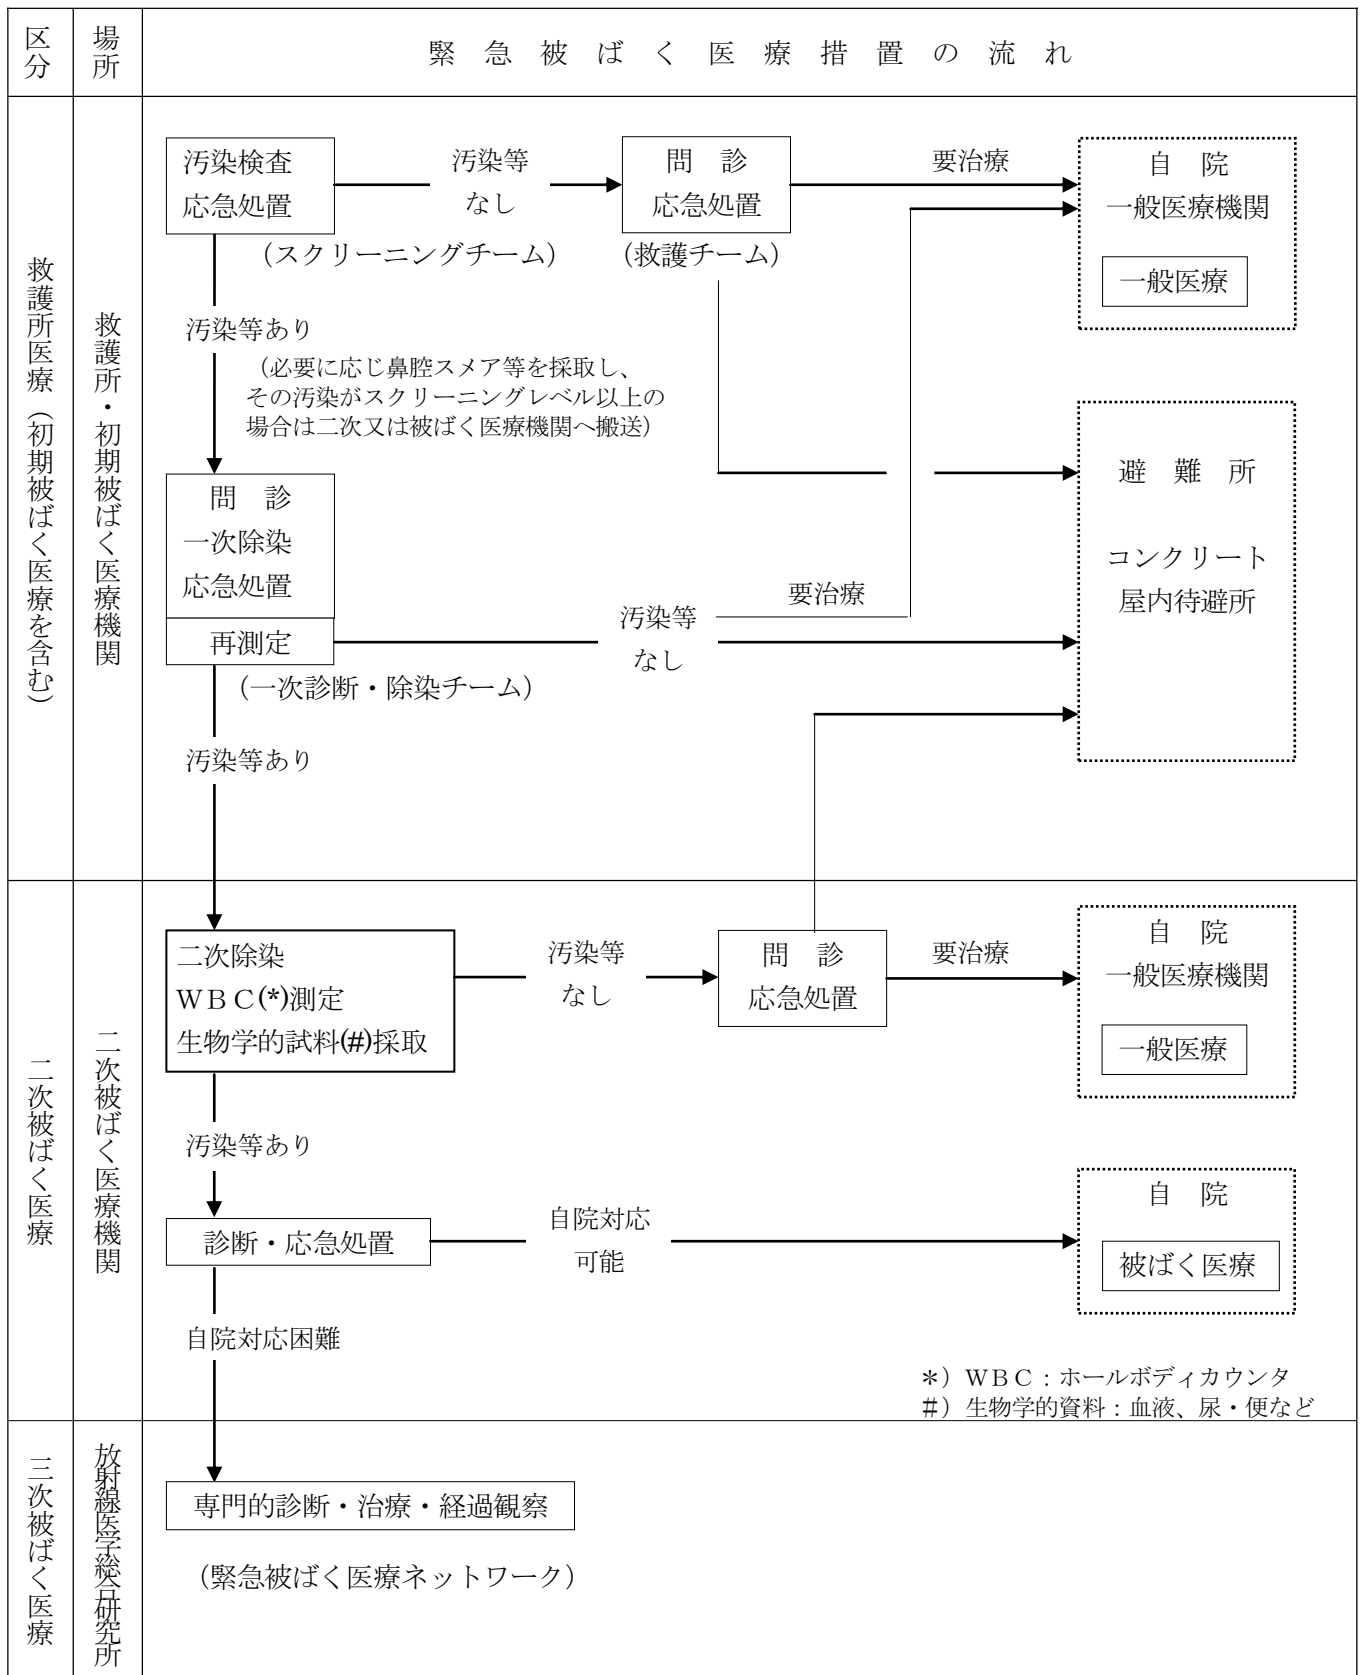 区分
場所
緊急被ばく医療措置の流れ
救護所医療（初期被ばく医療を含む）
救護所・初期被ばく医療機関
汚染検査
応急処置
（スクリーニングチーム）
汚染等
なし
問　診
応急処置
（救護チーム）
要治療
自　院
一般医療機関
一般医療
汚染等あり
（必要に応じ鼻腔スメア等を採取し、
その汚染がスクリーニングレベル以上の
場合は二次又は被ばく医療機関へ搬送）
避　難　所
コンクリート
屋内待避所
問　診
一次除染
応急処置
再測定
（一次診断・除染チーム）
汚染等
なし
要治療
汚染等あり
二次被ばく医療
二次被ばく医療機関
二次除染
ＷＢＣ(*)測定
生物学的試料(#)採取
汚染等
なし
問　診
応急処置
要治療
自　院
一般医療機関
一般医療
汚染等あり
診断・応急処置
自院対応
可能
自　院
被ばく医療
自院対応困難
＊）ＷＢＣ：ホールボディカウンタ
＃）生物学的資料：血液、尿・便など
三次被ばく医療
放射線医学総合研究所
専門的診断・治療・経過観察
（緊急被ばく医療ネットワーク）